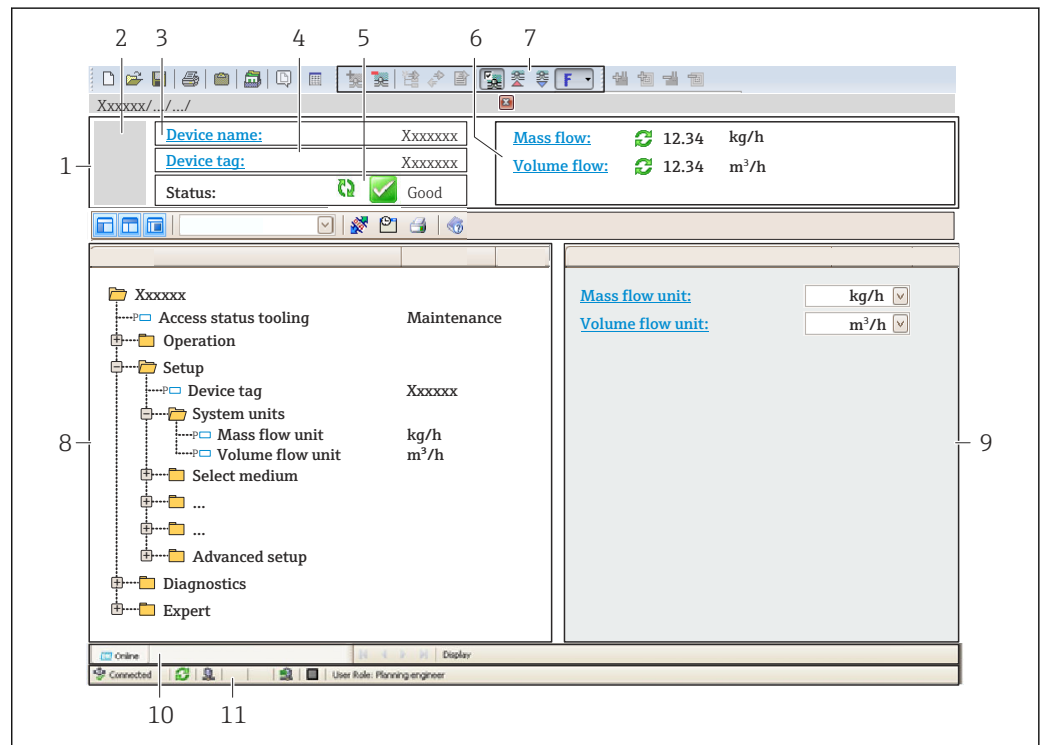 2 3 4 5 6 7
F
Xxxxxx/.../.../
1
Device name: Xxxxxxx
Device tag: Xxxxxxx
Status: Good
Mass flow: 12.34 kg/h
Volume flow: 12.34 m³/h
Xxxxxx
P Access status tooling Maintenance
Operation
Setup
P Device tag Xxxxxx
System units
P Mass flow unit kg/h
P Volume flow unit m³/h
Select medium
...
...
Advanced setup
Diagnostics
Expert
Mass flow unit: kg/h
Volume flow unit: m³/h
8
9
Online Display
Connected User Role: Planning engineer
10 11